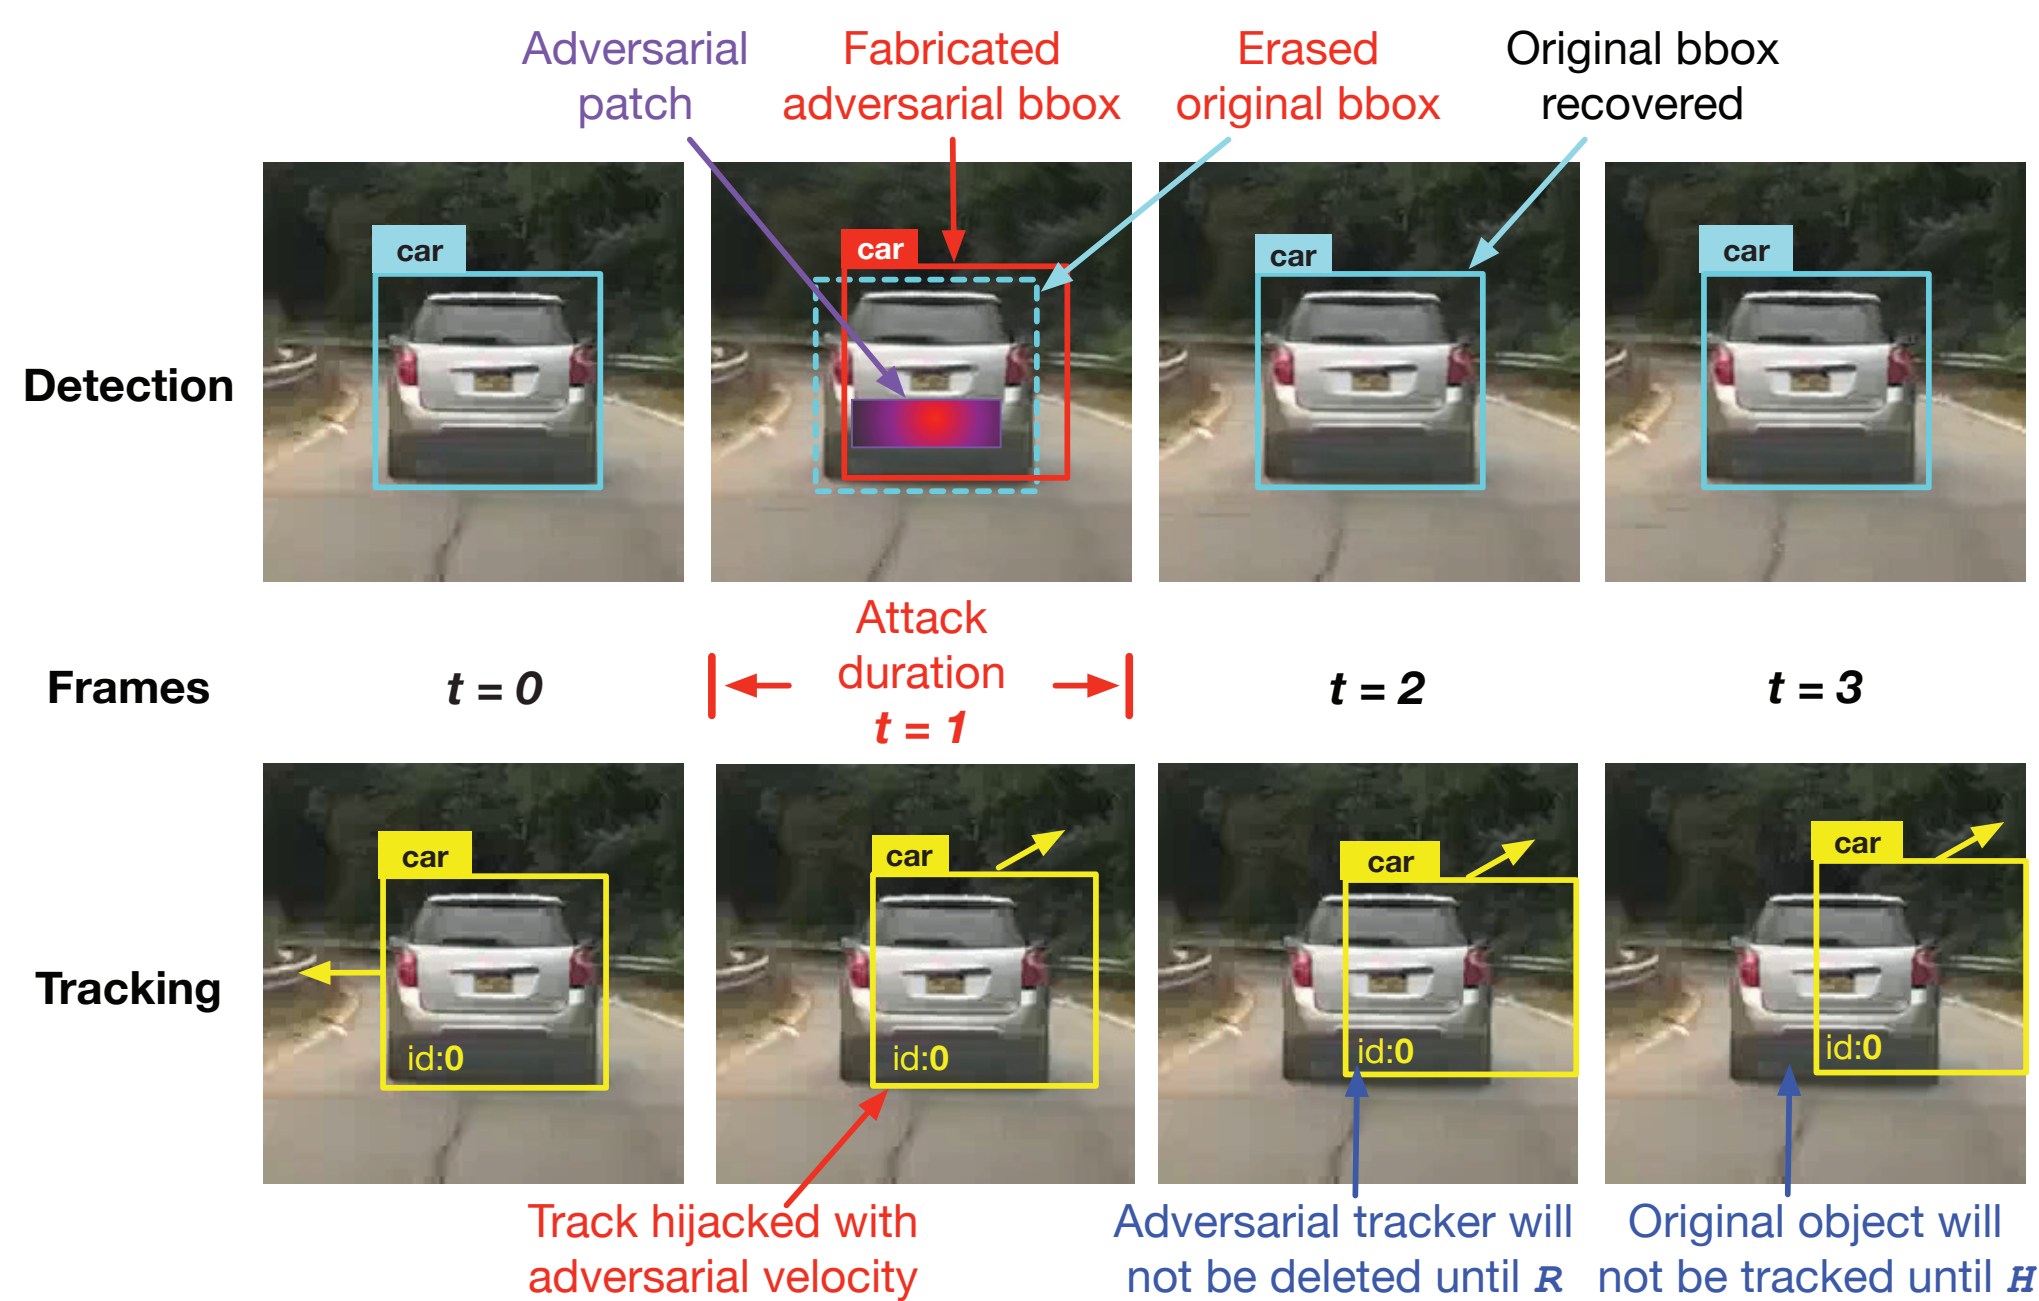 Adversarial
patch
Fabricated
adversarial bbox
Erased
original bbox
Original bbox
recovered
Detection
car
car
car
car
Frames
t = 0
Attack
duration
t = 1
t = 2
t = 3
Tracking
car
id:0
car
id:0
car
id:0
car
id:0
Track hijacked with
adversarial velocity
Adversarial tracker will
not be deleted until R
Original object will
not be tracked until H